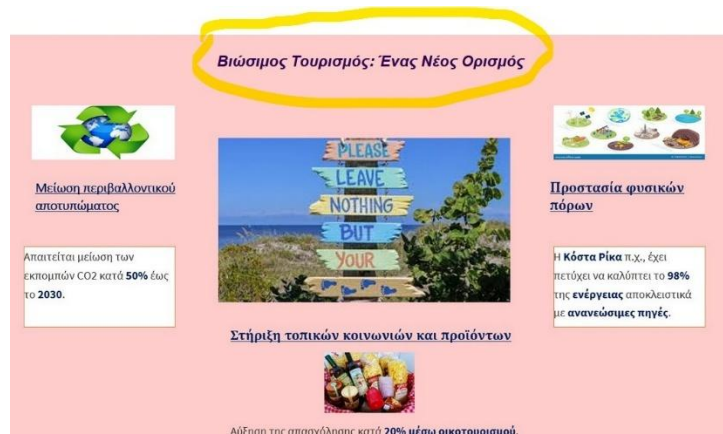 Βιώσιμος Τουρισμός: Ένας Νέος Ορισμός
Μείωση περιβαλλοντικού
αποτυπώματος
Απαιτείται μείωση των
εκπομπών CO2 κατά 50% έως
το 2030.
PLEASE
LEAVE
NOTHING
BUT
YOUR
Στήριξη τοπικών κοινωνιών και προϊόντων
Αύξηση της απασχόλησης κατά 20% μέσω οικοτουρισμού.
Προστασία φυσικών
πόρων
Η Κόστα Ρίκα π.χ., έχει
πετύχει να καλύπτει το 98%
της ενέργειας αποκλειστικά
με ανανεώσιμες πηγές.